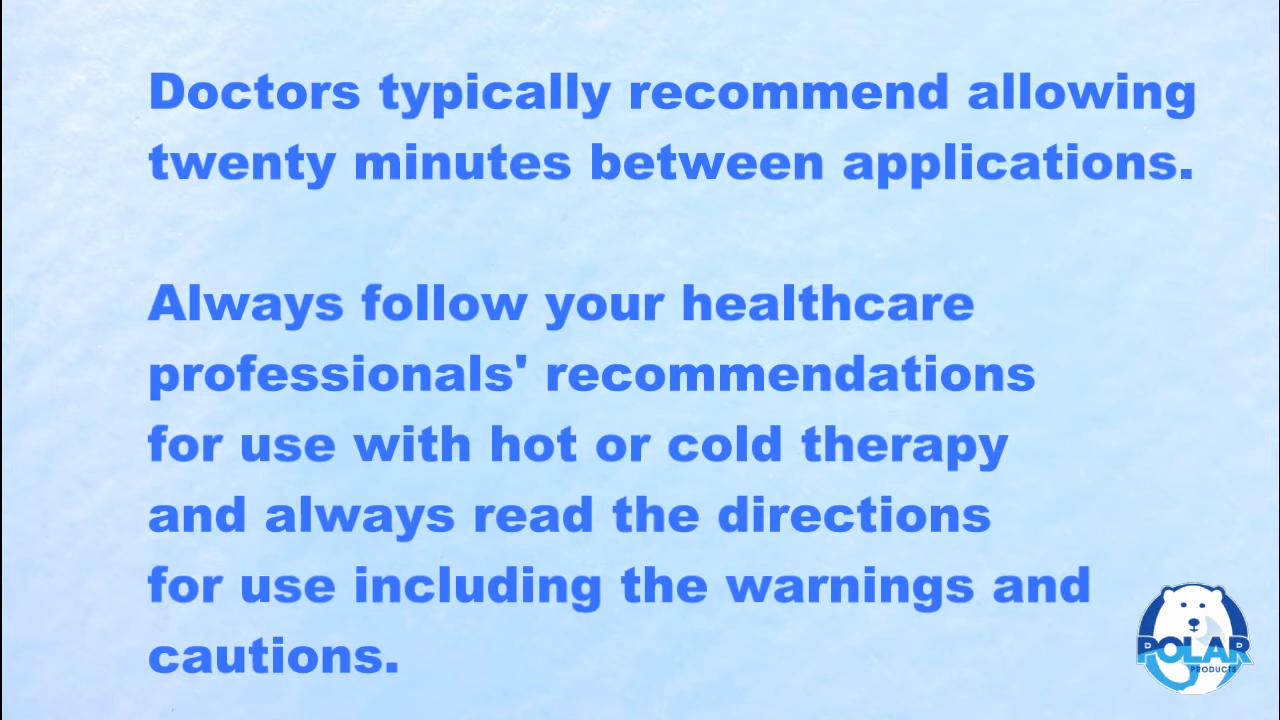 Doctors typically recommend allowing
twenty minutes between applications.
Always follow your healthcare
professionals' recommendations
for use with hot or cold therapy
and always read the directions
for use including the warnings and
cautions.
POLAR
PRODUCTS